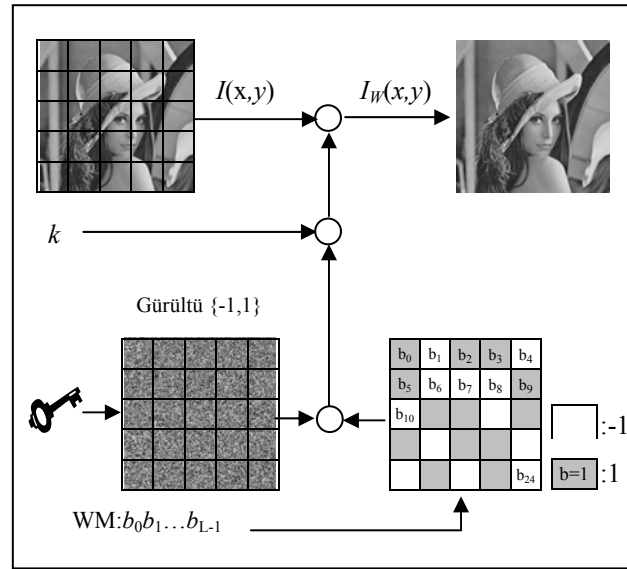 I(x,y)
I_W(x,y)
k
Gürültü {-1,1}
b0 b1 b2 b3 b4
b5 b6 b7 b8 b9
b10
b24
:-1
b=1 :1
WM:b0b1…bL-1